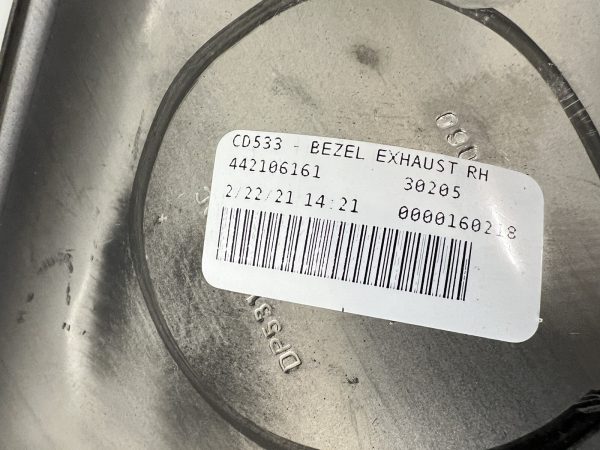 CD533 - BEZEL EXHAUST RH
442106161 30205
2/22/21 14:21 0000160218